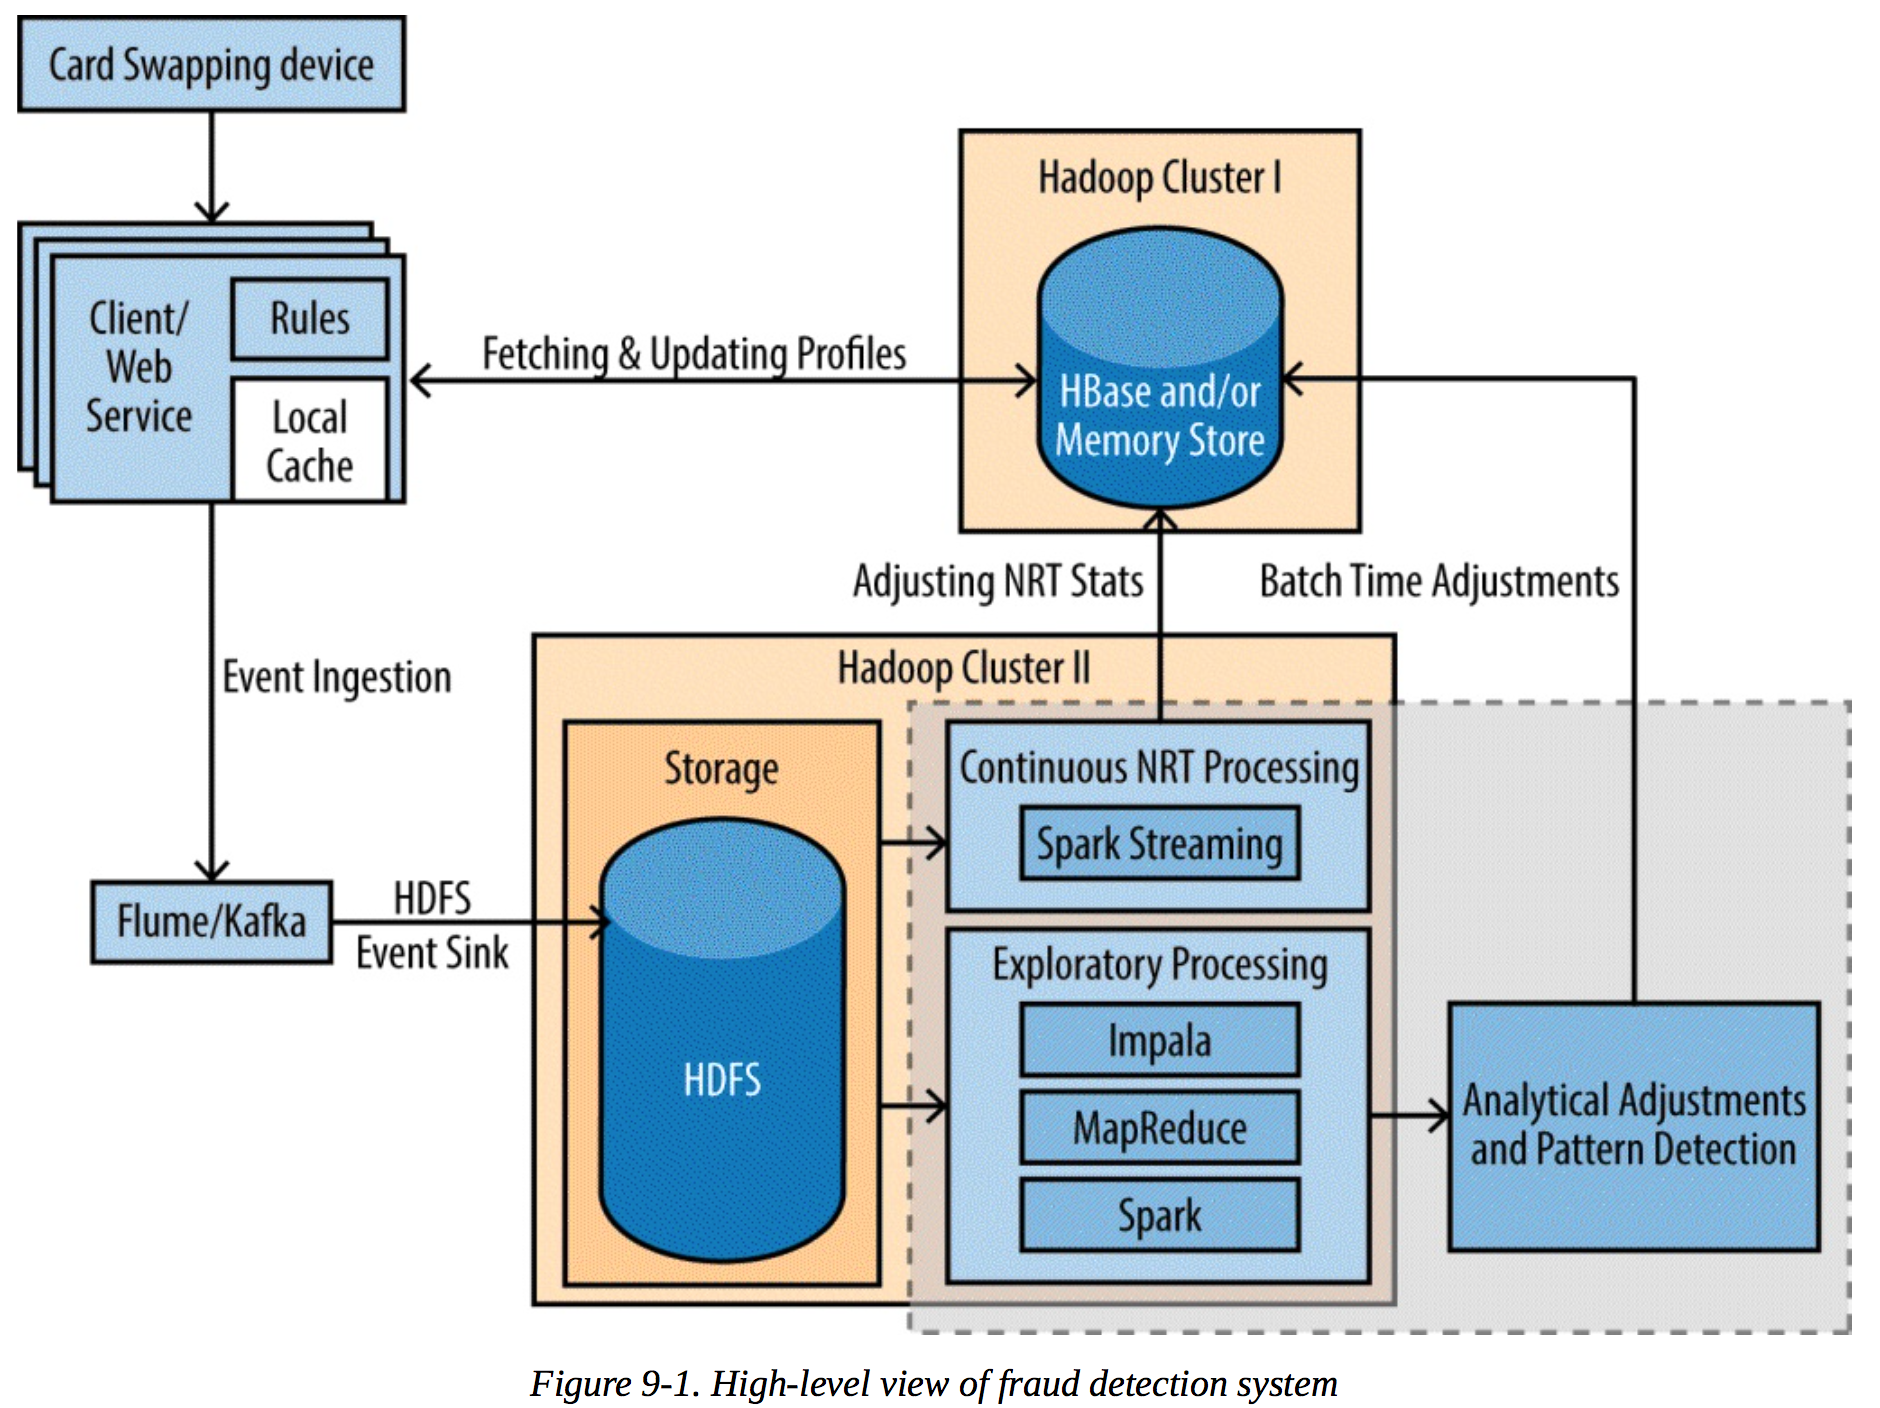 Card Swapping device
Client/
Web
Service
Rules
Local
Cache
Fetching & Updating Profiles
Hadoop Cluster I
HBase and/or
Memory Store
Adjusting NRT Stats
Batch Time Adjustments
Event Ingestion
Hadoop Cluster II
Storage
HDFS
Continuous NRT Processing
Spark Streaming
Flume/Kafka
HDFS
Event Sink
Exploratory Processing
Impala
MapReduce
Spark
Analytical Adjustments
and Pattern Detection
Figure 9-1. High-level view of fraud detection system